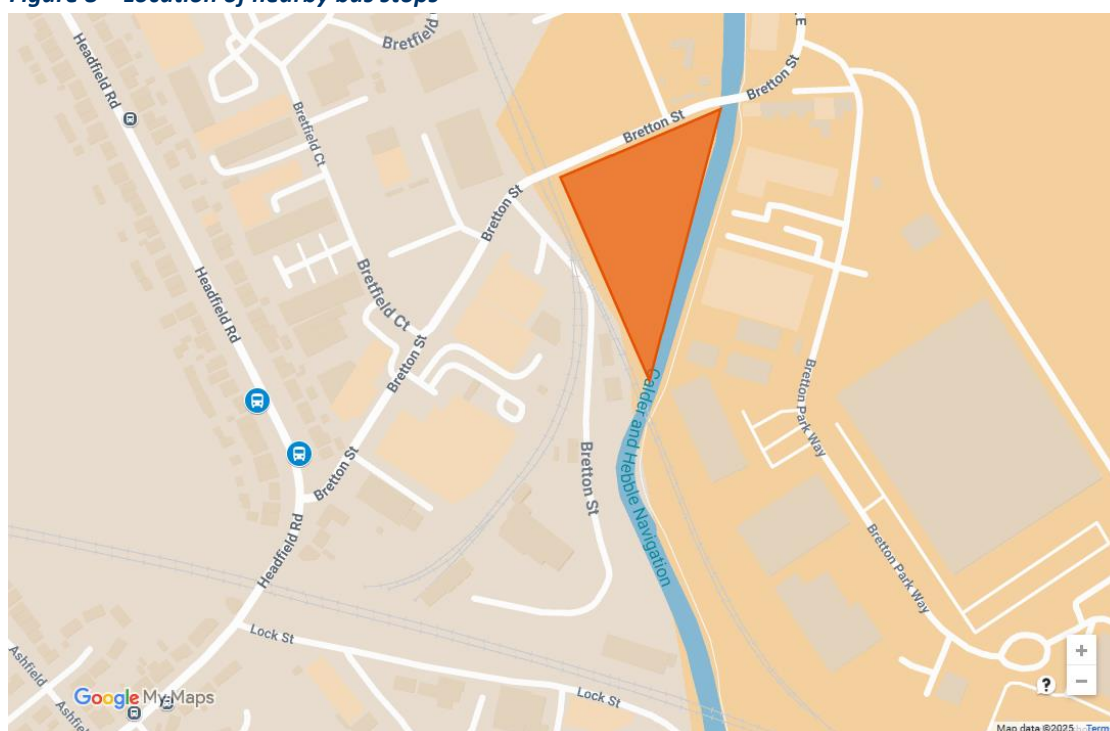 Figure 3 – Location of nearby bus stops
Headfield Rd
Bretfield
Bretton St
E
Bretton St
Bretfield Ct
Bretton St
Headfield Rd
Bretfield Ct
Bretton St
Calder and Hebble Navigation
Bretton Park Way
Bretton St
Bretton St
Headfield Rd
Bretton Park Way
Lock St
Lock St
Ashfield
Ashfield
Google My Maps
+
?
−
Map data ©2025
Term